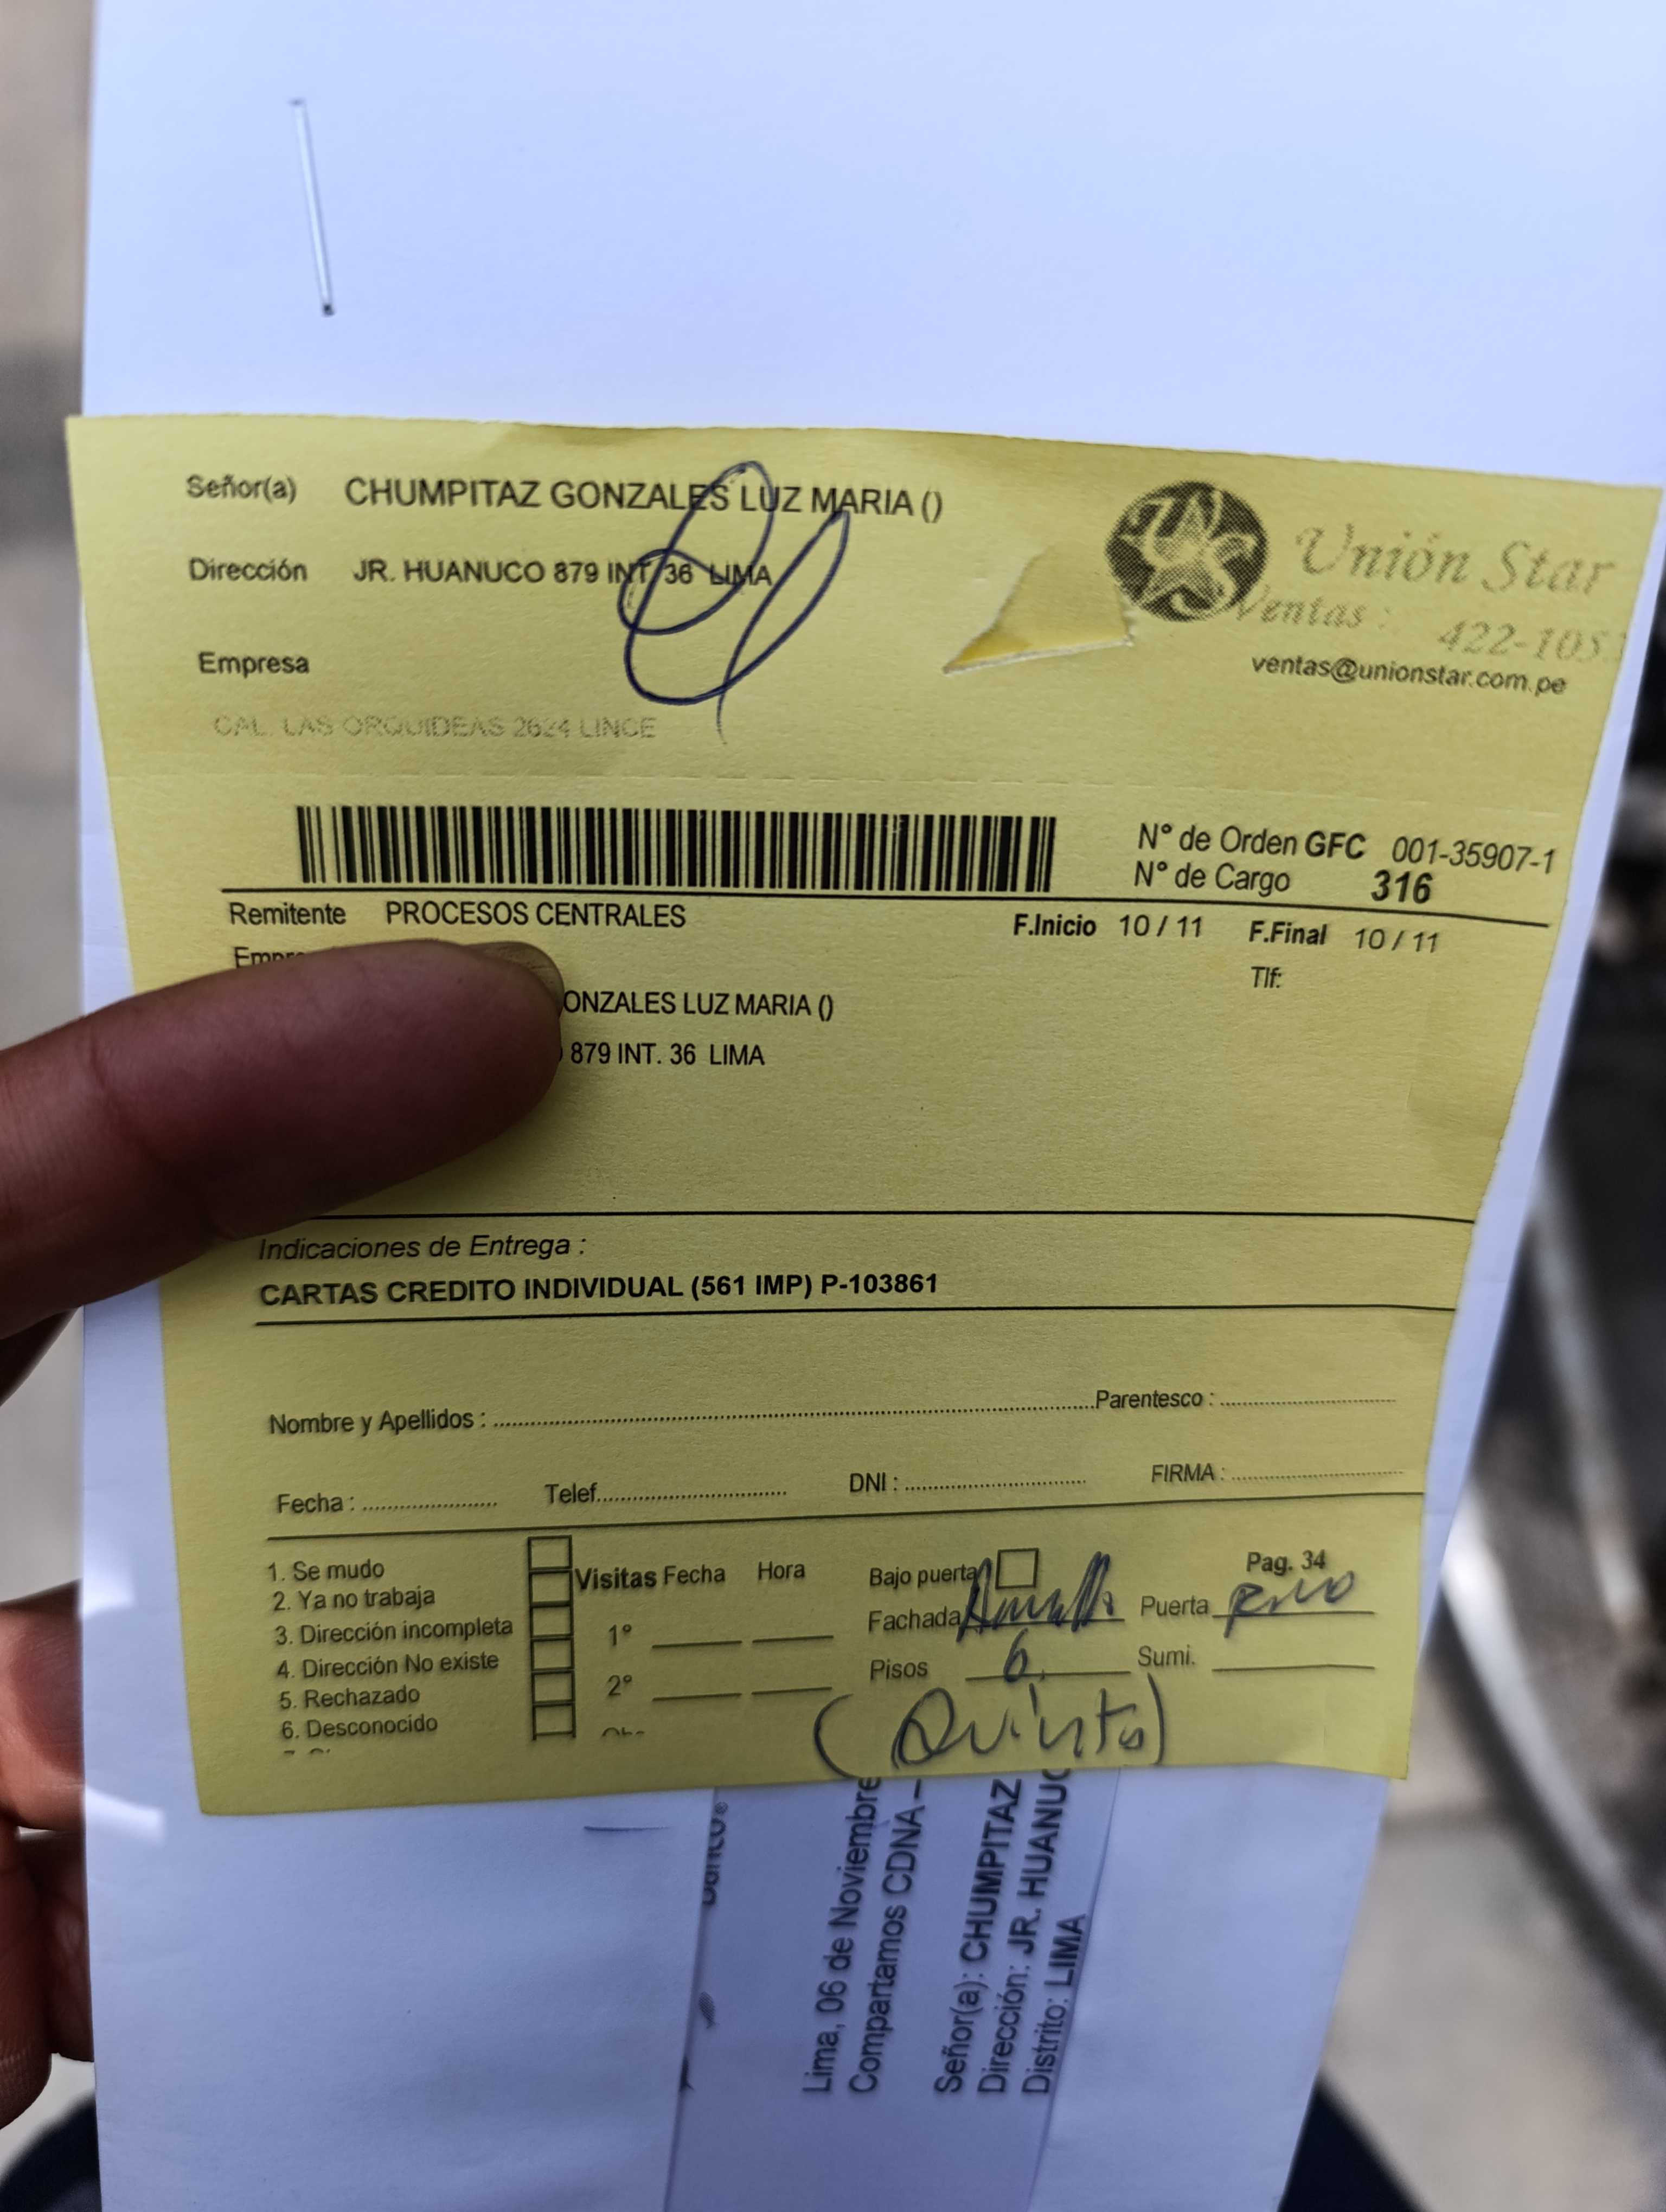 Señor(a) CHUMPITAZ GONZALES LUZ MARIA ()
Dirección JR. HUANUCO 879 INT. 36 LIMA
Unión Star
Ventas: 422-105
ventas@unionstar.com.pe
Empresa
CAL. LAS ORQUIDEAS 2624 LINCE
N° de Orden GFC 001-35907-1
N° de Cargo 316
Remitente PROCESOS CENTRALES F.Inicio 10 / 11 F.Final 10 / 11
Tlf:
ONZALES LUZ MARIA ()
879 INT. 36 LIMA
Indicaciones de Entrega :
CARTAS CREDITO INDIVIDUAL (561 IMP) P-103861
Nombre y Apellidos : Parentesco :
Fecha : Telef. DNI : FIRMA :
1. Se mudo
2. Ya no trabaja
3. Dirección incompleta
4. Dirección No existe
5. Rechazado
6. Desconocido
Visitas Fecha Hora
1°
2°
Bajo puerta Pag. 34
Fachada Puerta
Pisos 6 Sumi.
(Quinta)
Lima, 06 de Noviembre
Compartamos CDNA –
Señor(a): CHUMPITAZ
Dirección: JR. HUANUC
Distrito: LIMA